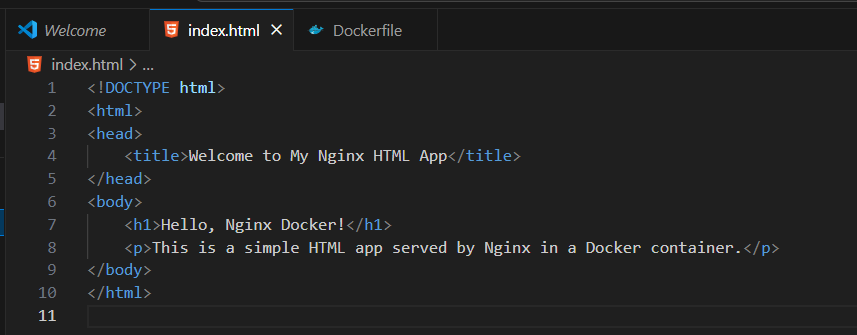 Welcome index.html Dockerfile
index.html > ...
1 <!DOCTYPE html>
2 <html>
3 <head>
4     <title>Welcome to My Nginx HTML App</title>
5 </head>
6 <body>
7     <h1>Hello, Nginx Docker!</h1>
8     <p>This is a simple HTML app served by Nginx in a Docker container.</p>
9 </body>
10 </html>
11